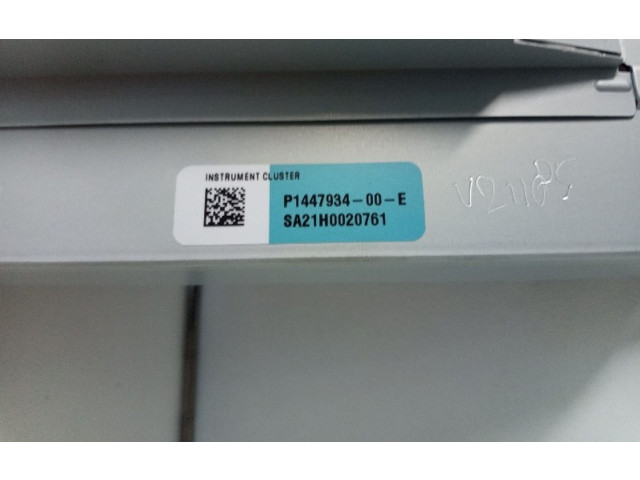 INSTRUMENT CLUSTER
P1447934-00-E
SA21H0020761